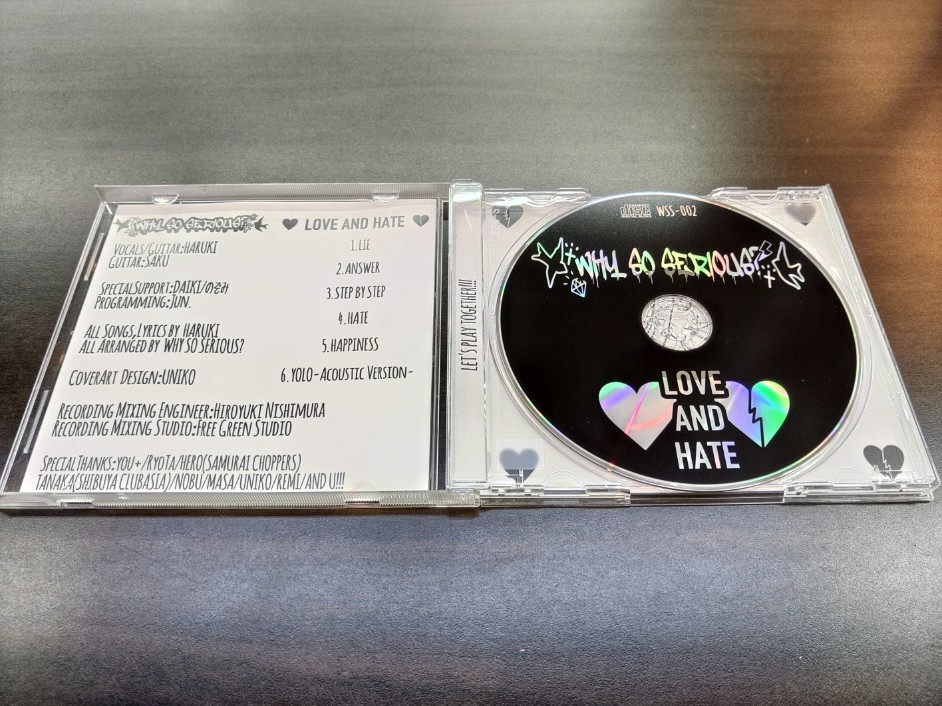 WHY SO SERIOUS?
LOVE AND HATE
VOCALS/GUITAR:HARUKI
GUITAR:SAKU
SPECIALSUPPORT:DAIKI/のぞみ
PROGRAMMING:JUN.
ALL SONGS,LYRICS BY HARUKI
ALL ARRANGED BY WHY SO SERIOUS?
COVERART DESIGN:UNIKO
1.LIE
2.ANSWER
3.STEP BY STEP
4.HATE
5.HAPPINESS
6.YOLO-ACOUSTIC VERSION-
RECORDING MIXING ENGINEER:HIROYUKI NISHIMURA
RECORDING MIXING STUDIO:FREE GREEN STUDIO
SPECIALTHANKS:YOU+/RYOTA/HERO(SAMURAI CHOPPERS)
TANAKA(SHIBUYA CLUBASIA)/NOBU/MASA/UNIKO/REMI/AND U!!!
LET'S PLAY TOGETHER!!!
disc WSS-002
WHY SO SERIOUS?
LOVE
AND
HATE